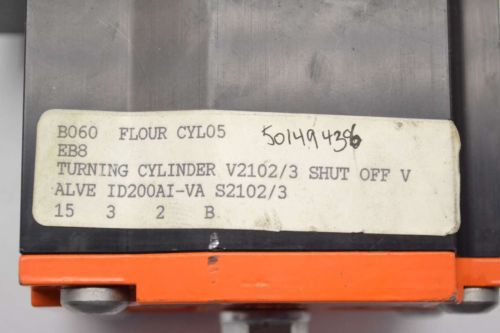 B060 FLOUR CYL05 50149436
EB8
TURNING CYLINDER V2102/3 SHUT OFF V
ALVE ID200AI-VA S2102/3
15 3 2 B